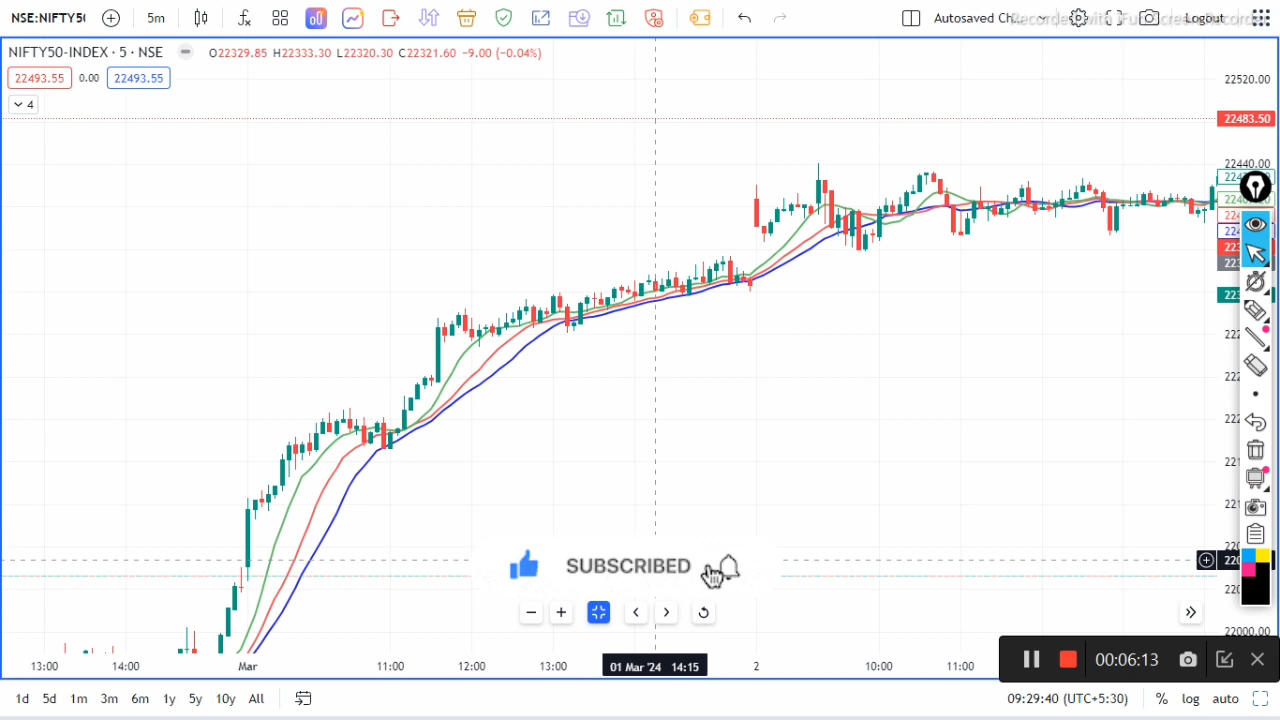 NSE:NIFTY50
5m
Autosaved Ch
Logout
NIFTY50-INDEX · 5 · NSE
O22329.85 H22333.30 L22320.30 C22321.60 -9.00 (-0.04%)
22493.55 0.00 22493.55
4
22520.00
22483.50
22440.00
22000.00
SUBSCRIBED
13:00 14:00 Mar 11:00 12:00 13:00 01 Mar '24 14:15 2 10:00 11:00
00:06:13
1d 5d 1m 3m 6m 1y 5y 10y All
09:29:40 (UTC+5:30) % log auto